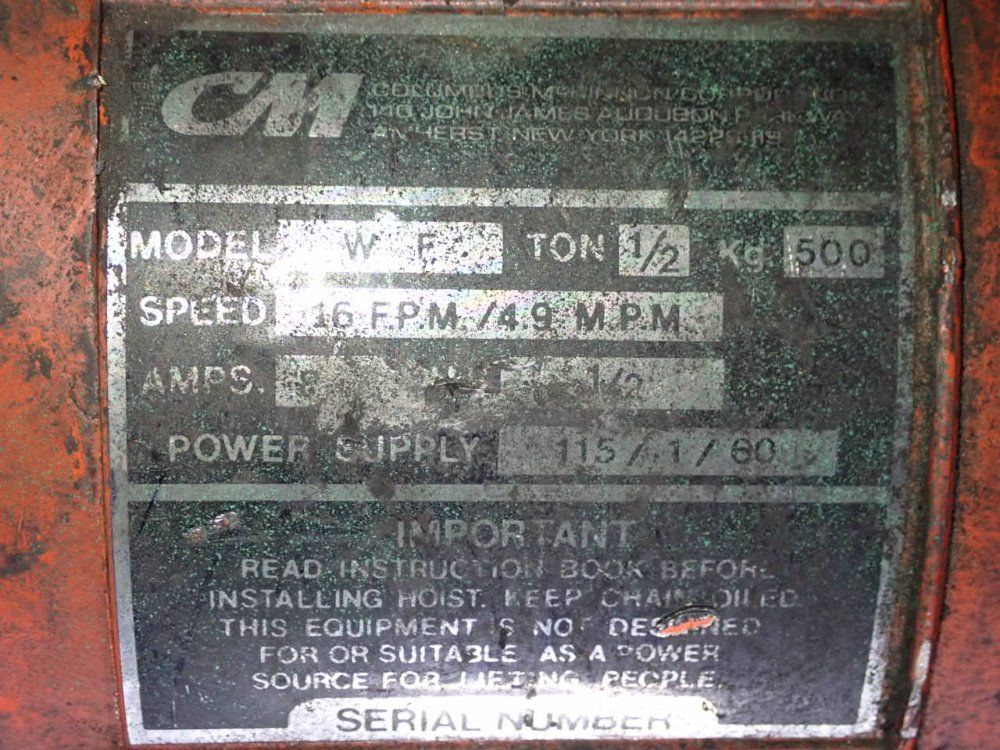 CM
COLUMBUS MCKINNON CORPORATION
140 JOHN JAMES AUDUBON PARKWAY
AMHERST NEW YORK
MODEL W F TON 1/2 Kg 500
SPEED 16 F.P.M./4.9 M.P.M.
AMPS. 1/2
POWER SUPPLY 115/1/60
IMPORTANT
READ INSTRUCTION BOOK BEFORE
INSTALLING HOIST. KEEP CHAIN OILED.
THIS EQUIPMENT IS NOT DESIGNED
FOR OR SUITABLE AS A POWER
SOURCE FOR LIFTING PEOPLE.
SERIAL NUMBER